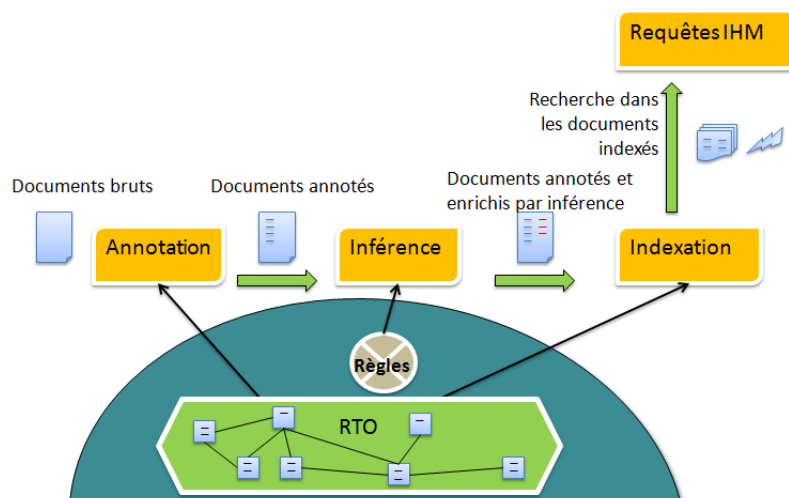 Requêtes IHM
Recherche dans
les documents
indexés
Documents bruts
Documents annotés
Documents annotés et
enrichis par inférence
Annotation
Inférence
Indexation
Règles
RTO